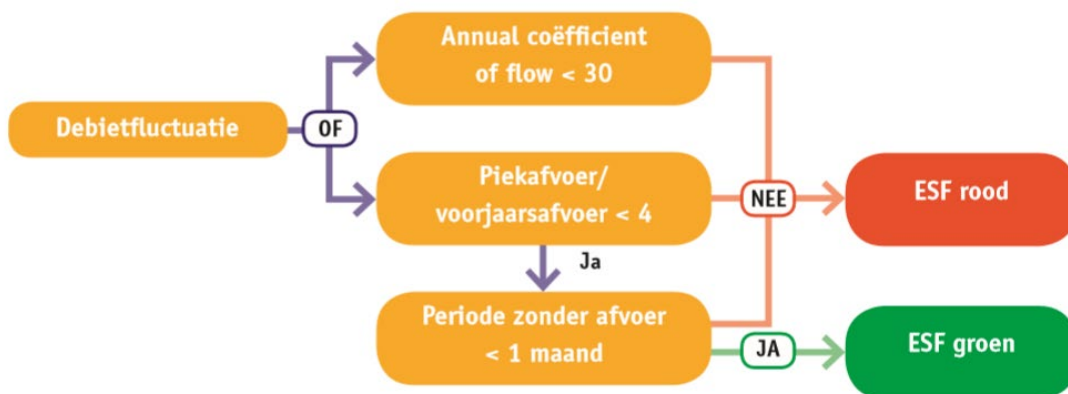 Annual coëfficient
of flow < 30
Debietfluctuatie
OF
Piekafvoer/
voorjaarsafvoer < 4
NEE
ESF rood
Ja
Periode zonder afvoer
< 1 maand
JA
ESF groen